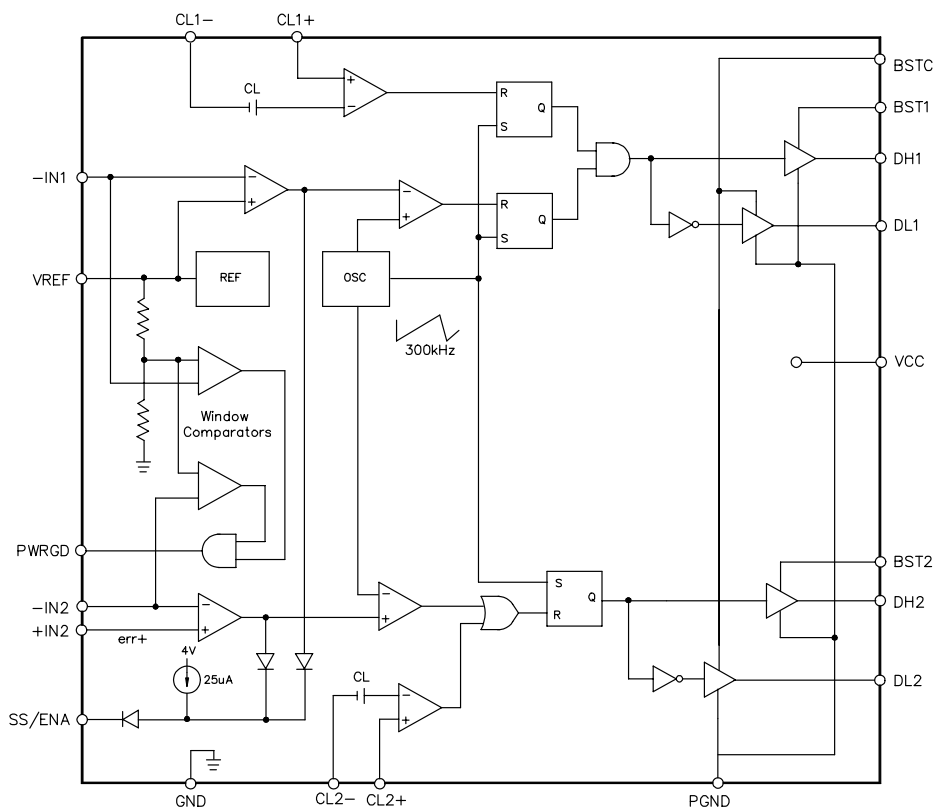 CL1- CL1+
BSTC
+
CL
-
R
Q
S
BST1
-IN1
-
+
-
+
R
Q
S
DH1
DL1
VREF
REF
OSC
300kHz
VCC
Window
Comparators
PWRGD
-IN2
-
+
+IN2
err+
-
+
S
Q
R
BST2
DH2
4V
25uA
CL
-
+
DL2
SS/ENA
GND
CL2- CL2+
PGND